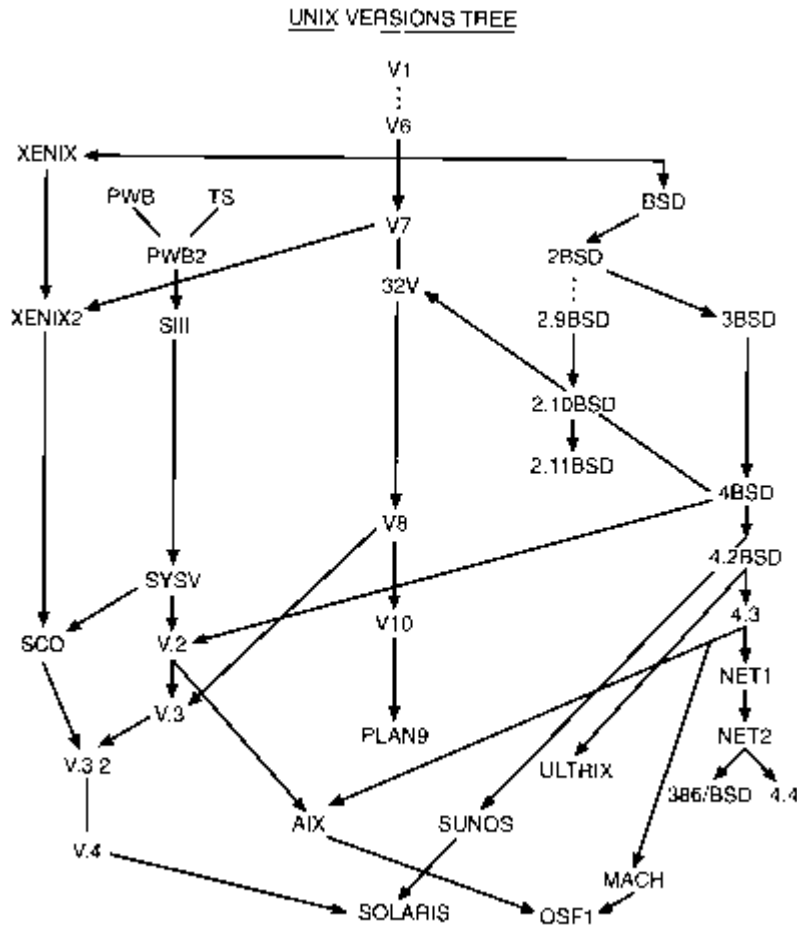 UNIX VERSIONS TREE
V1
V6
XENIX
PWB
TS
BSD
V7
PWB2
2BSD
32V
XENIX2
SIII
2.9BSD
3BSD
2.10BSD
2.11BSD
4BSD
V8
4.2BSD
SYSV
4.3
V10
SCO
V.2
NET1
V.3
PLAN9
NET2
V.3 2
ULTRIX
386/BSD
4.4
AIX
SUNOS
V.4
MACH
SOLARIS
OSF1